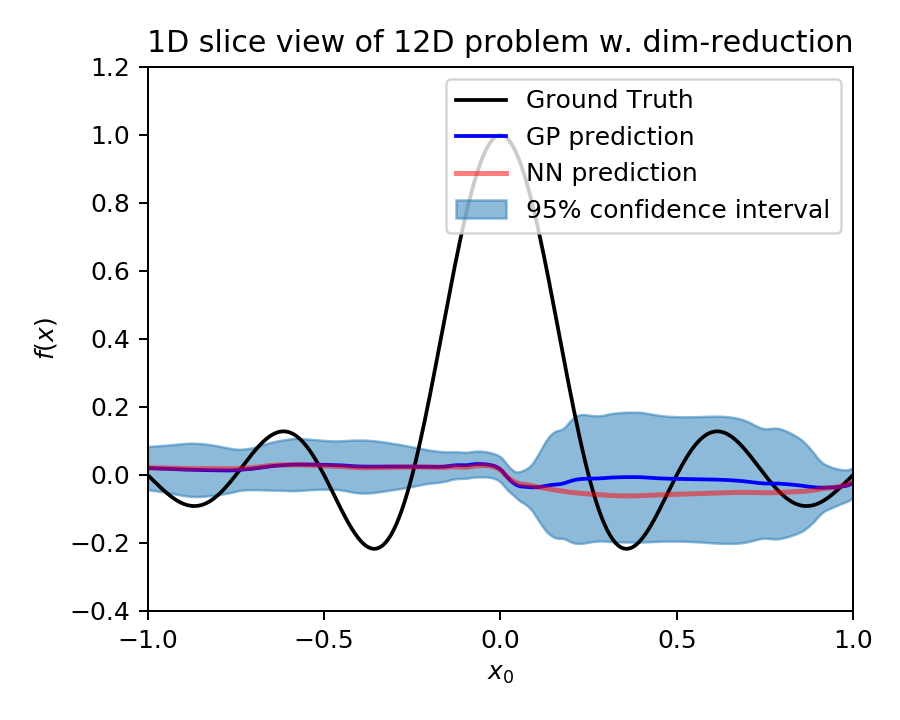 1D slice view of 12D problem w. dim-reduction
1.2
1.0
0.8
0.6
0.4
0.2
0.0
−0.2
−0.4
f(x)
Ground Truth
GP prediction
NN prediction
95% confidence interval
−1.0 −0.5 0.0 0.5 1.0
x₀